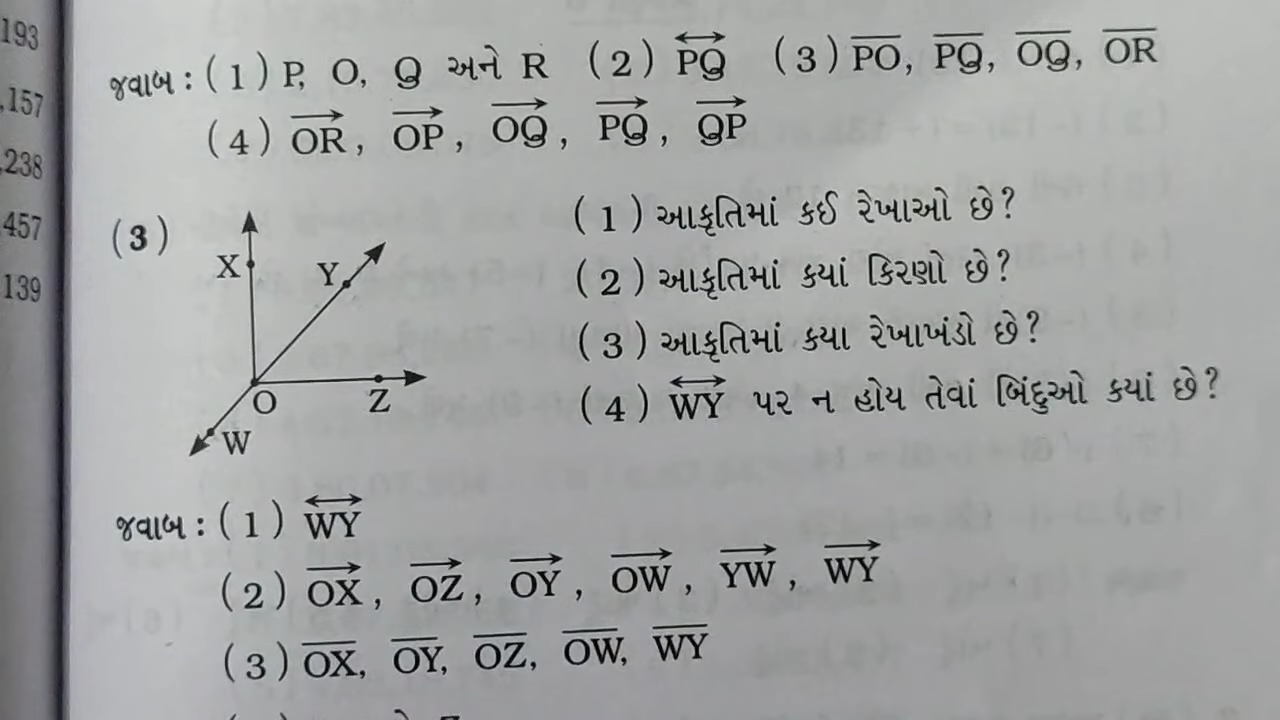 193
,157
,238
457
139
જવાબ : (1) P, O, Q અને R (2) \overleftrightarrow{PQ} (3) \overline{PO}, \overline{PQ}, \overline{OQ}, \overline{OR}
(4) \overrightarrow{OR}, \overrightarrow{OP}, \overrightarrow{OQ}, \overrightarrow{PQ}, \overrightarrow{QP}
(3)
X
Y
O
Z
W
(1) આકૃતિમાં કઈ રેખાઓ છે?
(2) આકૃતિમાં કયાં કિરણો છે?
(3) આકૃતિમાં કયા રેખાખંડો છે?
(4) \overleftrightarrow{WY} પર ન હોય તેવાં બિંદુઓ કયાં છે?
જવાબ : (1) \overleftrightarrow{WY}
(2) \overrightarrow{OX}, \overrightarrow{OZ}, \overrightarrow{OY}, \overrightarrow{OW}, \overrightarrow{YW}, \overrightarrow{WY}
(3) \overline{OX}, \overline{OY}, \overline{OZ}, \overline{OW}, \overline{WY}